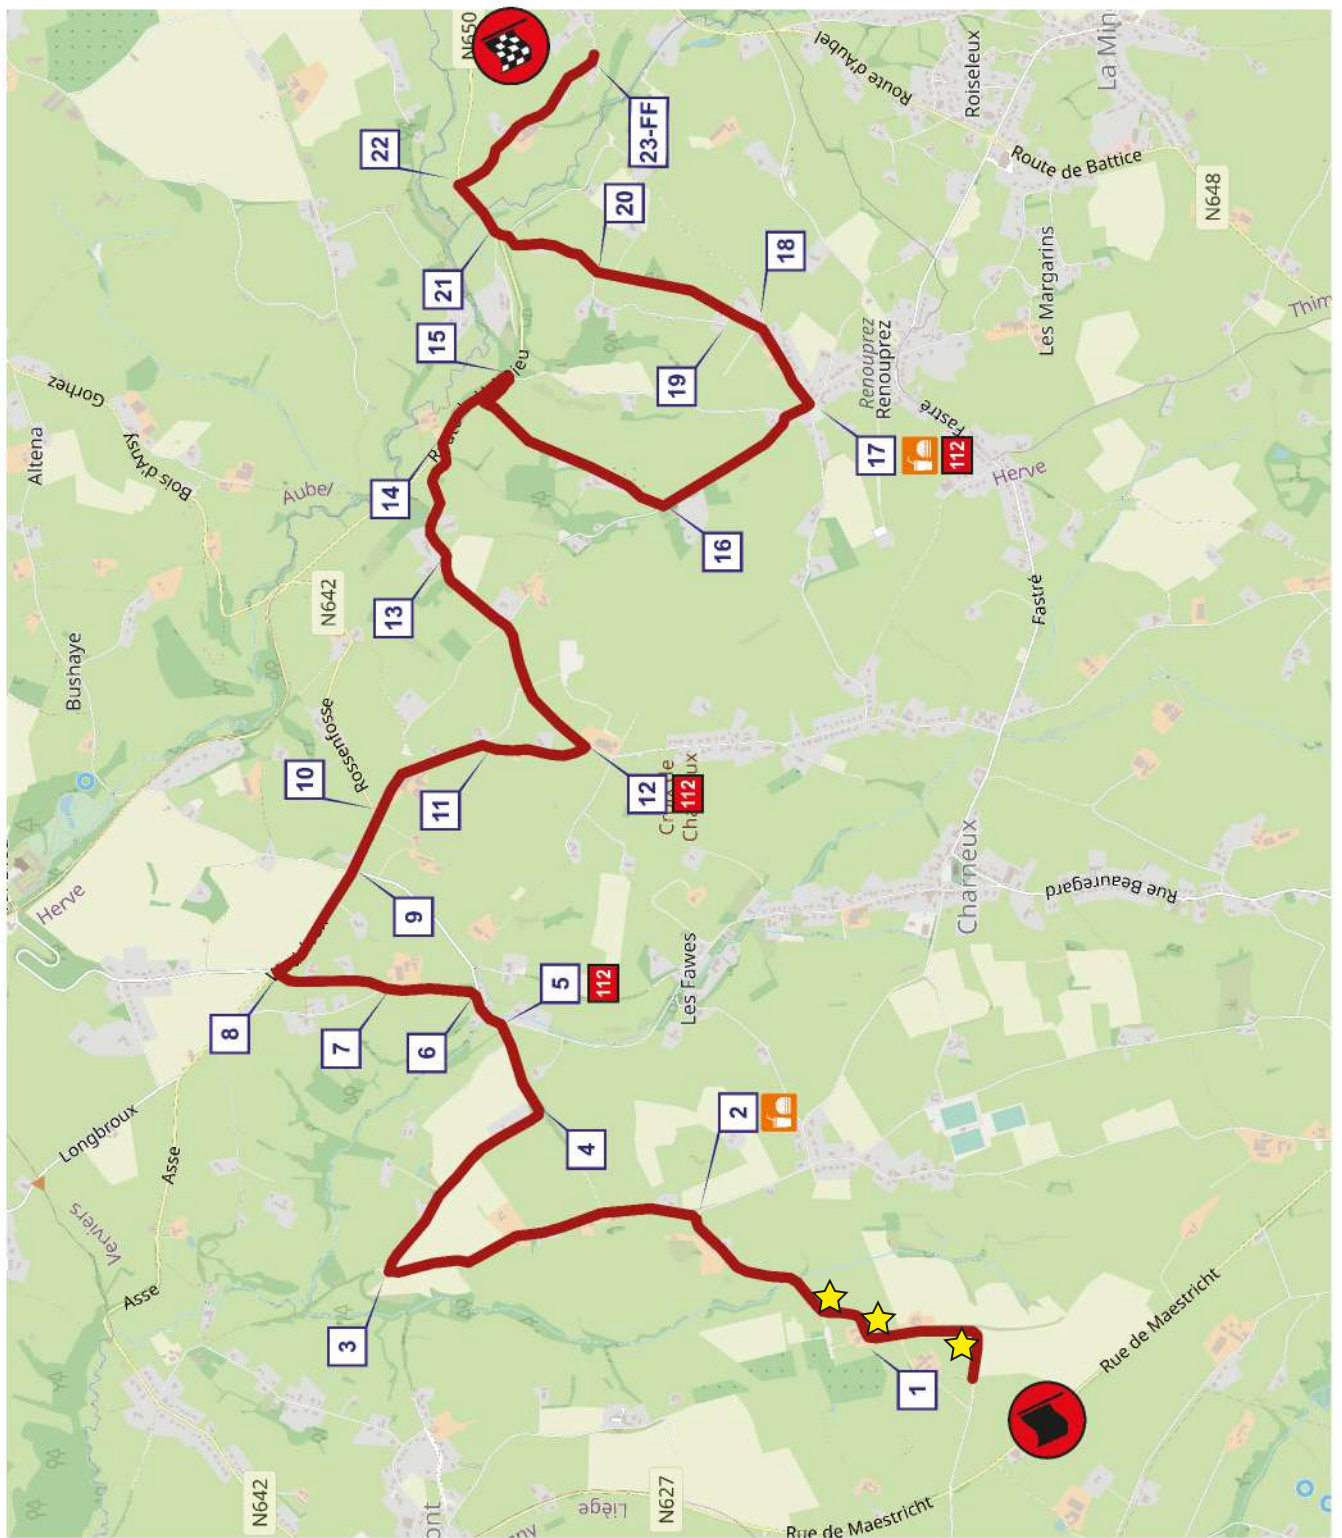 N650
22
23-FF
Route d'Aubel
Roiseleux
La Min
Route de Battice
N648
20
18
21
15
19
Les Margarins
Thim
Renouprez
Renouprez
Gorhez
Altena
Bois d'Ansy
Aubel
14
17
112
Fastré
Herve
16
N642
13
Bushaye
Fastré
Rossenfosse
10
11
12
112
Charneux
Rue Beauregard
Herve
9
5
112
Les Fawes
8
7
6
Longbroux
Asse
2
4
Verviers
Asse
3
1
Rue de Maestricht
N642
Liège
N627
ont
ny
Rue de Maestricht